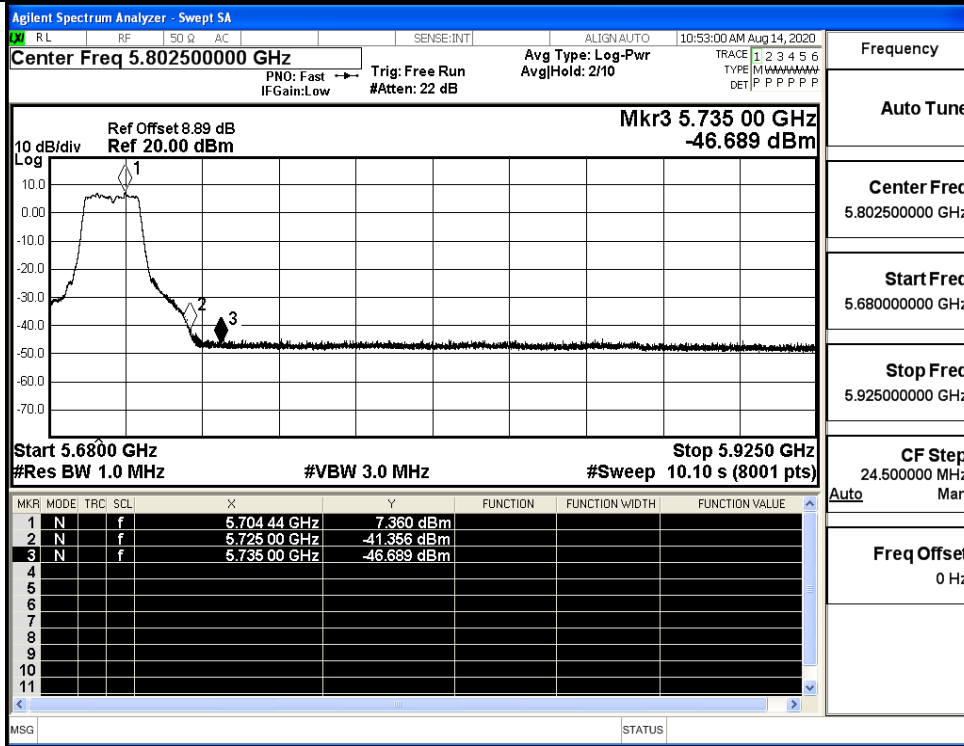 Agilent Spectrum Analyzer - Swept SA
LXI RL RF 50 Ω AC SENSE:INT ALIGN AUTO 10:53:00 AM Aug 14, 2020
Center Freq 5.802500000 GHz
PNO: Fast
IFGain:Low
Trig: Free Run
#Atten: 22 dB
Avg Type: Log-Pwr
Avg|Hold: 2/10
TRACE 1 2 3 4 5 6
TYPE M W W W W W
DET P P P P P P
Mkr3 5.735 00 GHz
-46.689 dBm
Ref Offset 8.89 dB
10 dB/div Ref 20.00 dBm
Log
10.0
0.00
-10.0
-20.0
-30.0
-40.0
-50.0
-60.0
-70.0
1
2
3
Start 5.6800 GHz Stop 5.9250 GHz
#Res BW 1.0 MHz #VBW 3.0 MHz #Sweep 10.10 s (8001 pts)
MKR MODE TRC SCL X Y FUNCTION FUNCTION WIDTH FUNCTION VALUE
1 N f 5.704 44 GHz 7.360 dBm
2 N f 5.725 00 GHz -41.356 dBm
3 N f 5.735 00 GHz -46.689 dBm
4
5
6
7
8
9
10
11
MSG STATUS
Frequency
Auto Tune
Center Freq
5.802500000 GHz
Start Freq
5.680000000 GHz
Stop Freq
5.925000000 GHz
CF Step
24.500000 MHz
Auto Man
Freq Offset
0 Hz